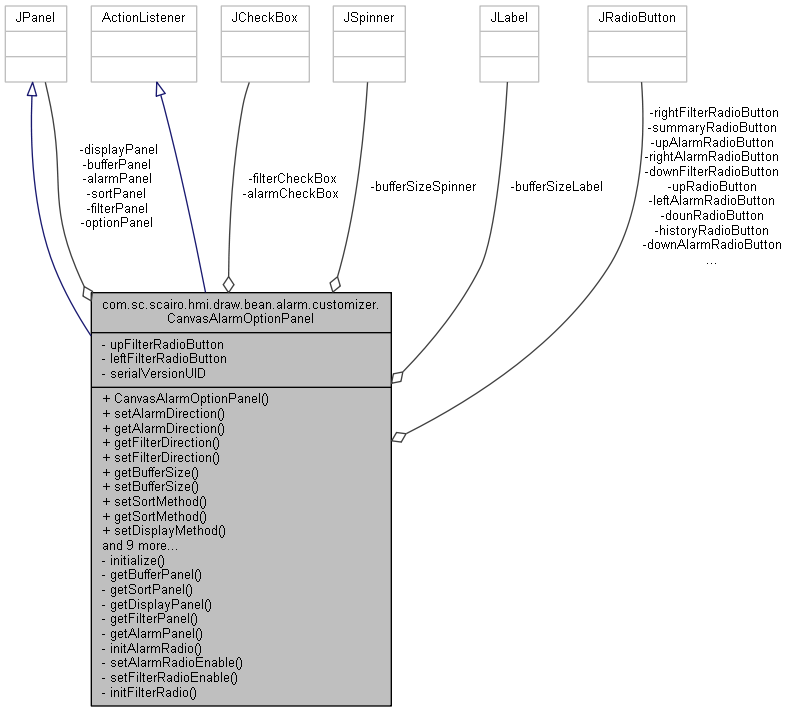 JPanel
ActionListener
JCheckBox
JSpinner
JLabel
JRadioButton
-displayPanel
-bufferPanel
-alarmPanel
-sortPanel
-filterPanel
-optionPanel
-filterCheckBox
-alarmCheckBox
-bufferSizeSpinner
-bufferSizeLabel
-rightFilterRadioButton
-summaryRadioButton
-upAlarmRadioButton
-rightAlarmRadioButton
-downFilterRadioButton
-upRadioButton
-leftAlarmRadioButton
-dounRadioButton
-historyRadioButton
-downAlarmRadioButton
...
com.sc.scairo.hmi.draw.bean.alarm.customizer.
CanvasAlarmOptionPanel
- upFilterRadioButton
- leftFilterRadioButton
- serialVersionUID
+ CanvasAlarmOptionPanel()
+ setAlarmDirection()
+ getAlarmDirection()
+ getFilterDirection()
+ setFilterDirection()
+ getBufferSize()
+ setBufferSize()
+ setSortMethod()
+ getSortMethod()
+ setDisplayMethod()
and 9 more...
- initialize()
- getBufferPanel()
- getSortPanel()
- getDisplayPanel()
- getFilterPanel()
- getAlarmPanel()
- initAlarmRadio()
- setAlarmRadioEnable()
- setFilterRadioEnable()
- initFilterRadio()